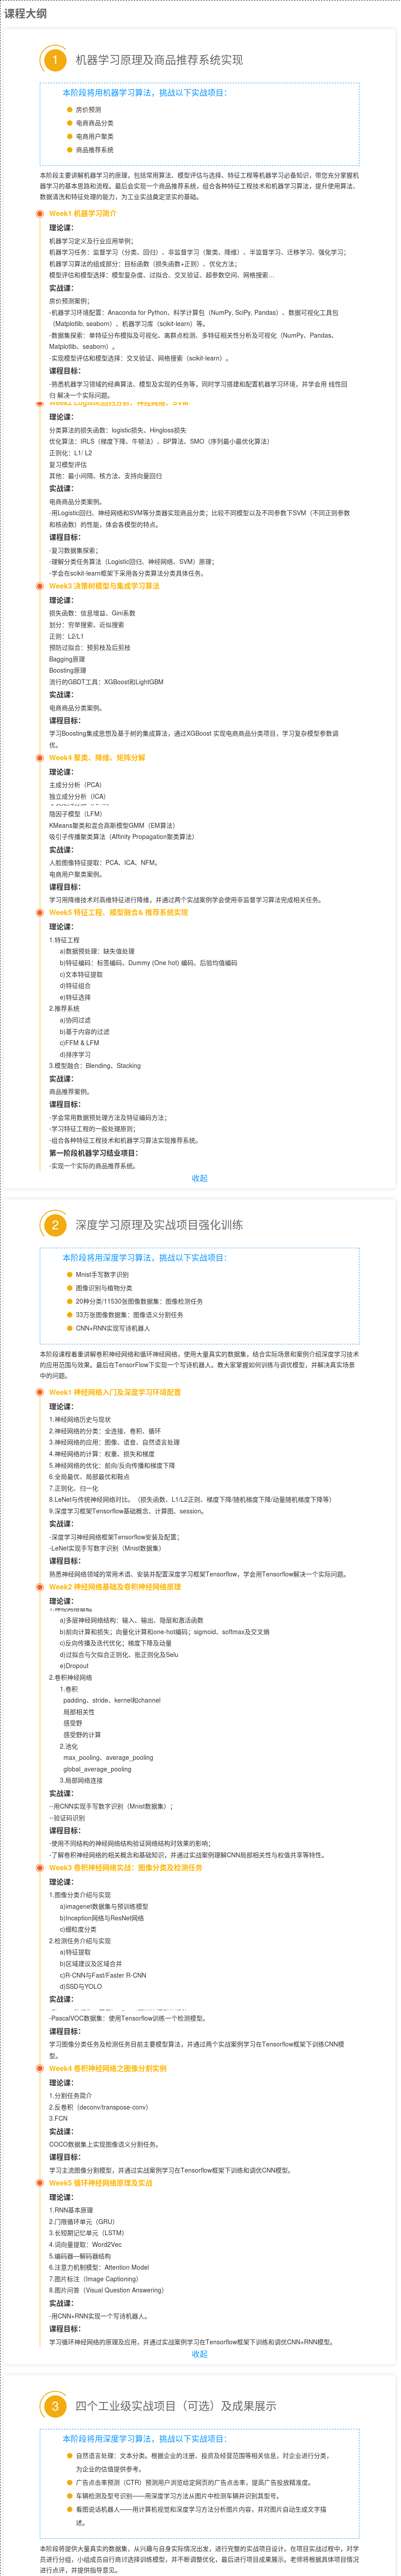 课程大纲
1
机器学习原理及商品推荐系统实现
本阶段将用机器学习算法，挑战以下实战项目：
房价预测
电商商品分类
电商用户聚类
商品推荐系统
本阶段主要讲解机器学习的原理，包括常用算法、模型评估与选择、特征工程等机器学习必备知识，带您充分掌握机
器学习的基本思路和流程。最后会实现一个商品推荐系统，组合各种特征工程技术和机器学习算法，提升使用算法、
数据清洗和特征处理的能力，为工业实战奠定坚实的基础。
Week1 机器学习简介
理论课：
机器学习定义及行业应用举例；
机器学习任务：监督学习（分类、回归）、非监督学习（聚类、降维）、半监督学习、迁移学习、强化学习；
机器学习算法的组成部分：目标函数（损失函数+正则）、优化方法；
模型评估和模型选择：模型复杂度、过拟合、交叉验证、超参数空间、网格搜索…
实战课：
房价预测案例；
-机器学习环境配置：Anaconda for Python、科学计算包（NumPy, SciPy, Pandas）、数据可视化工具包
（Matplotlib, seaborn）、机器学习库（scikit-learn）等。
-数据集探索：单特征分布模拟及可视化、离群点检测、多特征相关性分析及可视化（NumPy、Pandas、
Matplotlib、seaborn）。
-实现模型评估和模型选择：交叉验证、网格搜索（scikit-learn）。
课程目标：
-熟悉机器学习领域的经典算法、模型及实现的任务等，同时学习搭建和配置机器学习环境，并学会用 线性回
归 解决一个实际问题。
Week2 Logistic回归分析、神经网络、SVM
理论课：
分类算法的损失函数：logistic损失、Hingloss损失
优化算法：IRLS（梯度下降、牛顿法）、BP算法、SMO（序列最小最优化算法）
正则化：L1/ L2
复习模型评估
其他：最小间隔、核方法、支持向量回归
实战课：
电商商品分类案例。
-用Logistic回归、神经网络和SVM等分类器实现商品分类；比较不同模型以及不同参数下SVM（不同正则参数
和核函数）的性能，体会各模型的特点。
课程目标：
-复习数据集探索；
-理解分类任务算法（Logistic回归、神经网络、SVM）原理；
-学会在scikit-learn框架下采用各分类算法分类具体任务。
Week3 决策树模型与集成学习算法
理论课：
损失函数：信息增益、Gini系数
划分：穷举搜索、近似搜索
正则：L2/L1
预防过拟合：预剪枝及后剪枝
Bagging原理
Boosting原理
流行的GBDT工具：XGBoost和LightGBM
实战课：
电商商品分类案例。
课程目标：
学习Boosting集成思想及基于树的集成算法，通过XGBoost 实现电商商品分类项目，学习复杂模型参数调
优。
Week4 聚类、降维、矩阵分解
理论课：
主成分分析（PCA）
独立成分分析（ICA）
隐因子模型（LFM）
KMeans聚类和混合高斯模型GMM（EM算法）
吸引子传播聚类算法（Affinity Propagation聚类算法）
实战课：
人脸图像特征提取：PCA、ICA、NFM。
电商用户聚类案例。
课程目标：
学习用降维技术对高维特征进行降维，并通过两个实战案例学会使用非监督学习算法完成相关任务。
Week5 特征工程、模型融合& 推荐系统实现
理论课：
1.特征工程
a)数据预处理：缺失值处理
b)特征编码：标签编码、Dummy (One hot) 编码、后验均值编码
c)文本特征提取
d)特征组合
e)特征选择
2.推荐系统
a)协同过滤
b)基于内容的过滤
c)FFM & LFM
d)排序学习
3.模型融合：Blending、Stacking
实战课：
商品推荐案例。
课程目标：
-学会常用数据预处理方法及特征编码方法；
-学习特征工程的一般处理原则；
-组合各种特征工程技术和机器学习算法实现推荐系统。
第一阶段机器学习结业项目：
-实现一个实际的商品推荐系统。
收起
2
深度学习原理及实战项目强化训练
本阶段将用深度学习算法，挑战以下实战项目：
Mnist手写数字识别
图像识别与植物分类
20种分类/11530张图像数据集：图像检测任务
33万张图像数据集：图像语义分割任务
CNN+RNN实现写诗机器人
本阶段课程着重讲解卷积神经网络和循环神经网络，使用大量真实的数据集，结合实际场景和案例介绍深度学习技术
的应用范围与效果。最后在TensorFlow下实现一个写诗机器人。教大家掌握如何训练与调优模型，并解决真实场景
中的问题。
Week1 神经网络入门及深度学习环境配置
理论课：
1.神经网络历史与现状
2.神经网络的分类：全连接、卷积、循环
3.神经网络的应用：图像、语音、自然语言处理
4.神经网络的计算：权重、损失和梯度
5.神经网络的优化：前向/反向传播和梯度下降
6.全局最优、局部最优和鞍点
7.正则化、归一化
8.LeNet与传统神经网络对比。（损失函数、L1/L2正则、梯度下降/随机梯度下降/动量随机梯度下降等）
9.深度学习框架Tensorflow基础概念、计算图、session。
实战课：
-深度学习神经网络框架Tensorflow安装及配置；
-LeNet实现手写数字识别（Mnist数据集）
课程目标：
熟悉神经网络领域的常用术语、安装并配置深度学习框架Tensorflow，学会用Tensorflow解决一个实际问题。
Week2 神经网络基础及卷积神经网络原理
理论课：
1.神经网络基础
a)多层神经网络结构：输入、输出、隐层和激活函数
b)前向计算和损失；向量化计算和one-hot编码；sigmoid、softmax及交叉熵
c)反向传播及迭代优化；梯度下降及动量
d)过拟合与欠拟合正则化、批正则化及Selu
e)Dropout
2.卷积神经网络
1.卷积
padding、stride、kernel和channel
局部相关性
感受野
感受野的计算
2.池化
max_pooling、average_pooling
global_average_pooling
3.局部网络连接
实战课：
--用CNN实现手写数字识别（Mnist数据集）；
--验证码识别
课程目标：
-使用不同结构的神经网络结构验证网络结构对效果的影响；
-了解卷积神经网络的相关概念和基础知识，并通过实战案例理解CNN局部相关性与权值共享等特性。
Week3 卷积神经网络实战：图像分类及检测任务
理论课：
1.图像分类介绍与实现
a)imagenet数据集与预训练模型
b)Inception网络与ResNet网络
c)细粒度分类
2.检测任务介绍与实现
a)特征提取
b)区域建议及区域合并
c)R-CNN与Fast/Faster R-CNN
d)SSD与YOLO
实战课：
-PascalVOC数据集：使用Tensorflow训练一个检测模型。
课程目标：
学习图像分类任务及检测任务目前主要模型算法，并通过两个实战案例学习在Tensorflow框架下训练CNN模
型。
Week4 卷积神经网络之图像分割实例
理论课：
1.分割任务简介
2.反卷积（deconv/transpose-conv）
3.FCN
实战课：
COCO数据集上实现图像语义分割任务。
课程目标：
学习主流图像分割模型，并通过实战案例学习在Tensorflow框架下训练和调优CNN模型。
Week5 循环神经网络原理及实战
理论课：
1.RNN基本原理
2.门限循环单元（GRU)
3.长短期记忆单元（LSTM）
4.词向量提取：Word2Vec
5.编码器—解码器结构
6.注意力机制模型：Attention Model
7.图片标注（Image Captioning）
8.图片问答（Visual Question Answering）
实战课：
-用CNN+RNN实现一个写诗机器人。
课程目标：
学习循环神经网络的原理及应用，并通过实战案例学习在Tensorflow框架下训练和调优CNN+RNN模型。
收起
3
四个工业级实战项目（可选）及成果展示
本阶段将用深度学习算法，挑战以下实战项目：
自然语言处理：文本分类。根据企业的注册、投资及经营范围等相关信息，对企业进行分类，
为企业的估值提供参考。
广告点击率预测（CTR）预测用户浏览给定网页的广告点击率，提高广告投放精准度。
车辆检测及型号识别——用深度学习方法从图片中检测车辆并识别其型号。
看图说话机器人——用计算机视觉和深度学习方法分析图片内容，并对图片自动生成文字描
述。
本阶段将提供大量真实的数据集，从兴趣与自身实际情况出发，进行完整的实战项目设计。在项目实战过程中，对学
员进行分组，小组成员自行商讨选择训练模型，并不断调整优化，最后进行项目成果展示。老师将根据具体项目情况
进行点评，并提供指导意见。